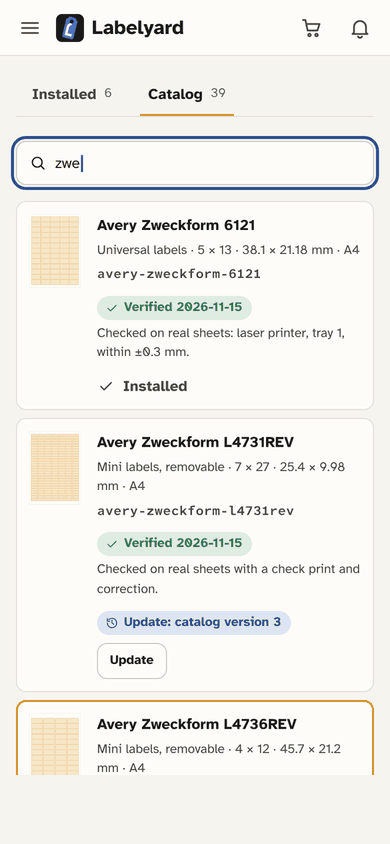 Labelyard
Installed 6
Catalog 39
zwe
Avery Zweckform 6121
Universal labels · 5 × 13 · 38.1 × 21.18 mm · A4
avery-zweckform-6121
Verified 2026-11-15
Checked on real sheets: laser printer, tray 1,
within ±0.3 mm.
Installed
Avery Zweckform L4731REV
Mini labels, removable · 7 × 27 · 25.4 × 9.98
mm · A4
avery-zweckform-l4731rev
Verified 2026-11-15
Checked on real sheets with a check print and
correction.
Update: catalog version 3
Update
Avery Zweckform L4736REV
Mini labels, removable · 4 × 12 · 45.7 × 21.2
mm · A4